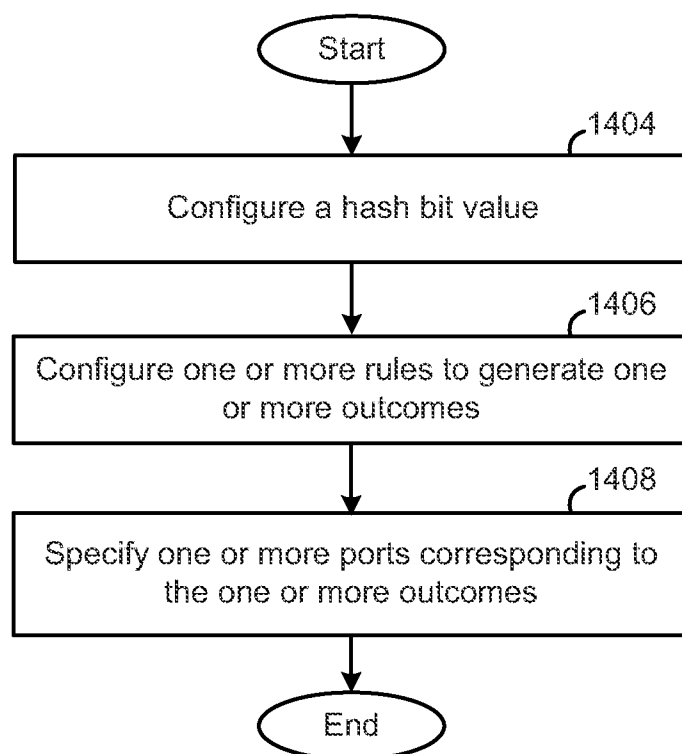 Start
1404
Configure a hash bit value
1406
Configure one or more rules to generate one
or more outcomes
1408
Specify one or more ports corresponding to
the one or more outcomes
End